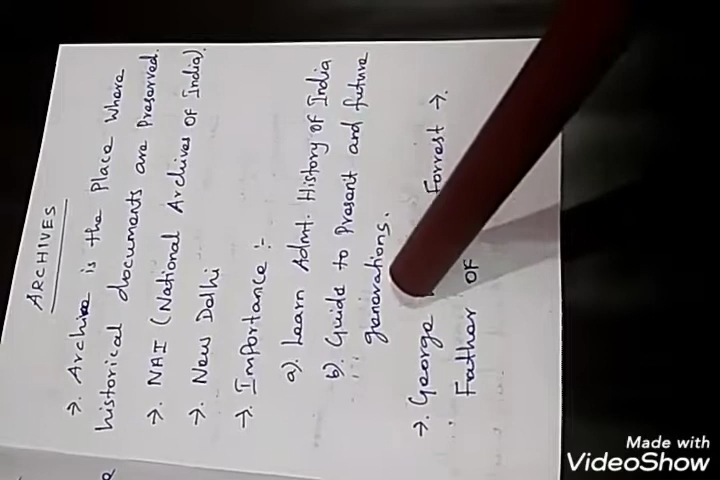 ARCHIVES
→. Archive is the Place where
historical documents are Preserved.
→. NAI (National Archives of India).
→. New Delhi
→. Importance :-
a). Learn Admt. History of India
b). Guide to Present and future
generations.
→. George Forrest →.
Father of
Made with
VideoShow